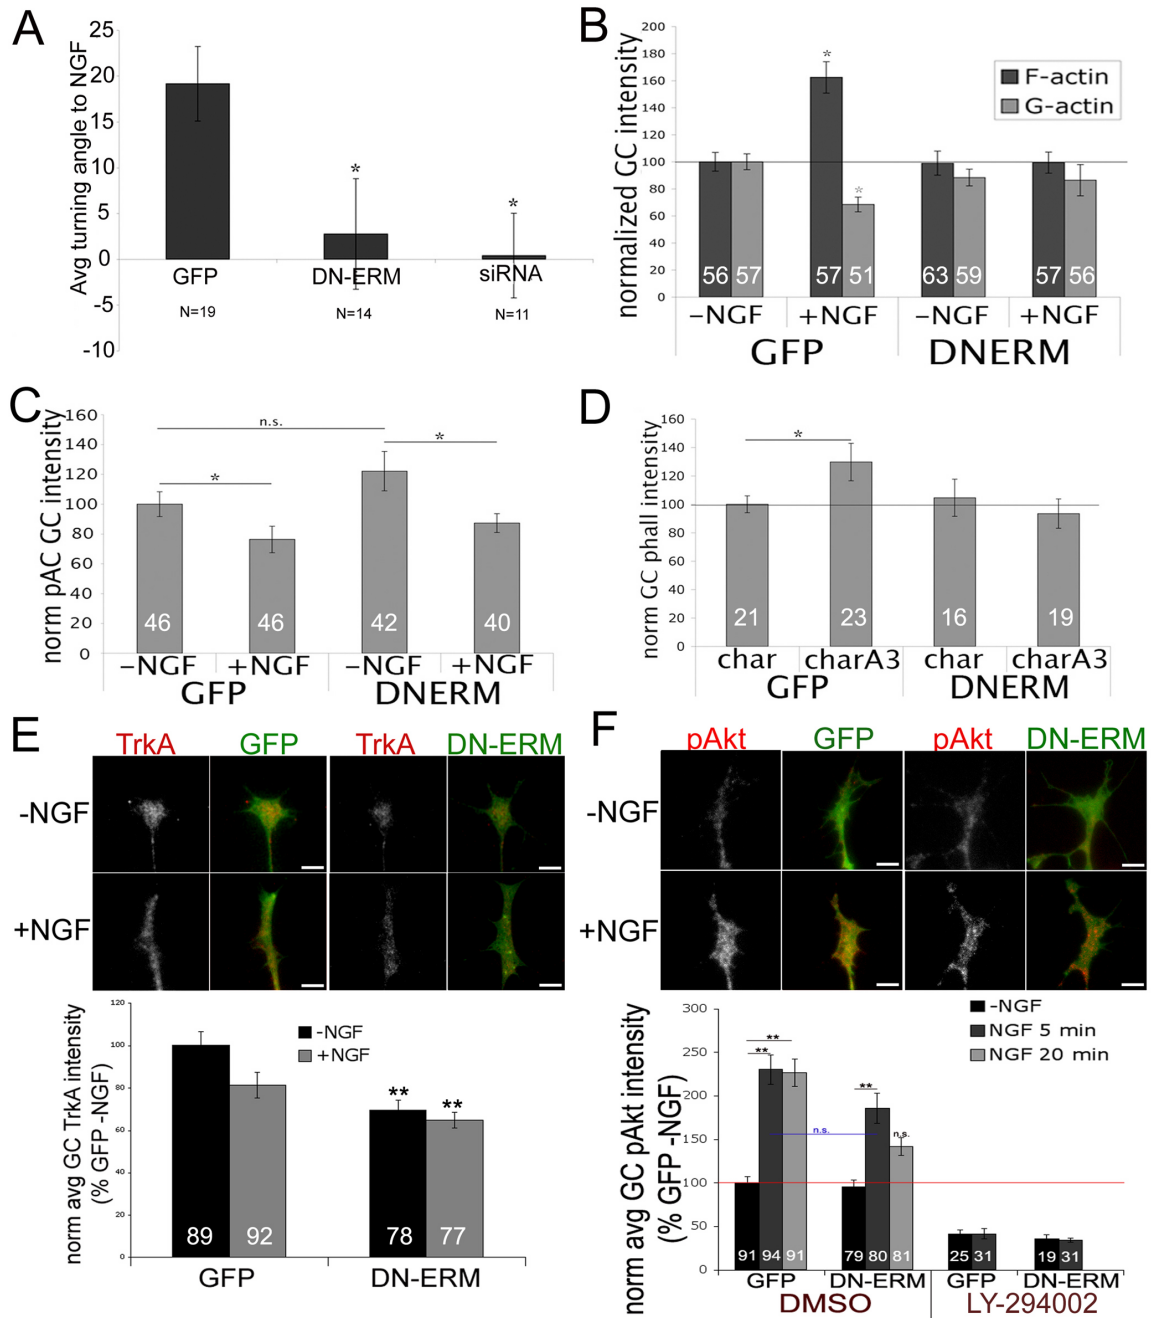 A
Avg turning angle to NGF
25
20
15
10
5
0
-5
-10
GFP
DN-ERM
siRNA
*
*
N=19
N=14
N=11
B
normalized GC intensity
200
180
160
140
120
100
80
60
40
20
0
F-actin
G-actin
*
*
56
57
57
51
63
59
57
56
−NGF
+NGF
−NGF
+NGF
GFP
DNERM
C
norm pAC GC intensity
160
140
120
100
80
60
40
20
0
n.s.
*
*
46
46
42
40
−NGF
+NGF
−NGF
+NGF
GFP
DNERM
D
norm GC phall intensity
160
140
120
100
80
60
40
20
0
*
21
23
16
19
char
charA3
char
charA3
GFP
DNERM
E
TrkA
GFP
TrkA
DN-ERM
-NGF
+NGF
norm avg GC TrkA intensity
(% GFP -NGF)
120
100
80
60
40
20
0
-NGF
+NGF
**
**
89
92
78
77
GFP
DN-ERM
F
pAkt
GFP
pAkt
DN-ERM
-NGF
+NGF
norm avg GC pAkt intensity
(% GFP -NGF)
300
250
200
150
100
50
0
-NGF
NGF 5 min
NGF 20 min
**
**
**
n.s.
n.s.
91
94
91
79
80
81
25
31
19
31
GFP
DN-ERM
GFP
DN-ERM
DMSO
LY-294002